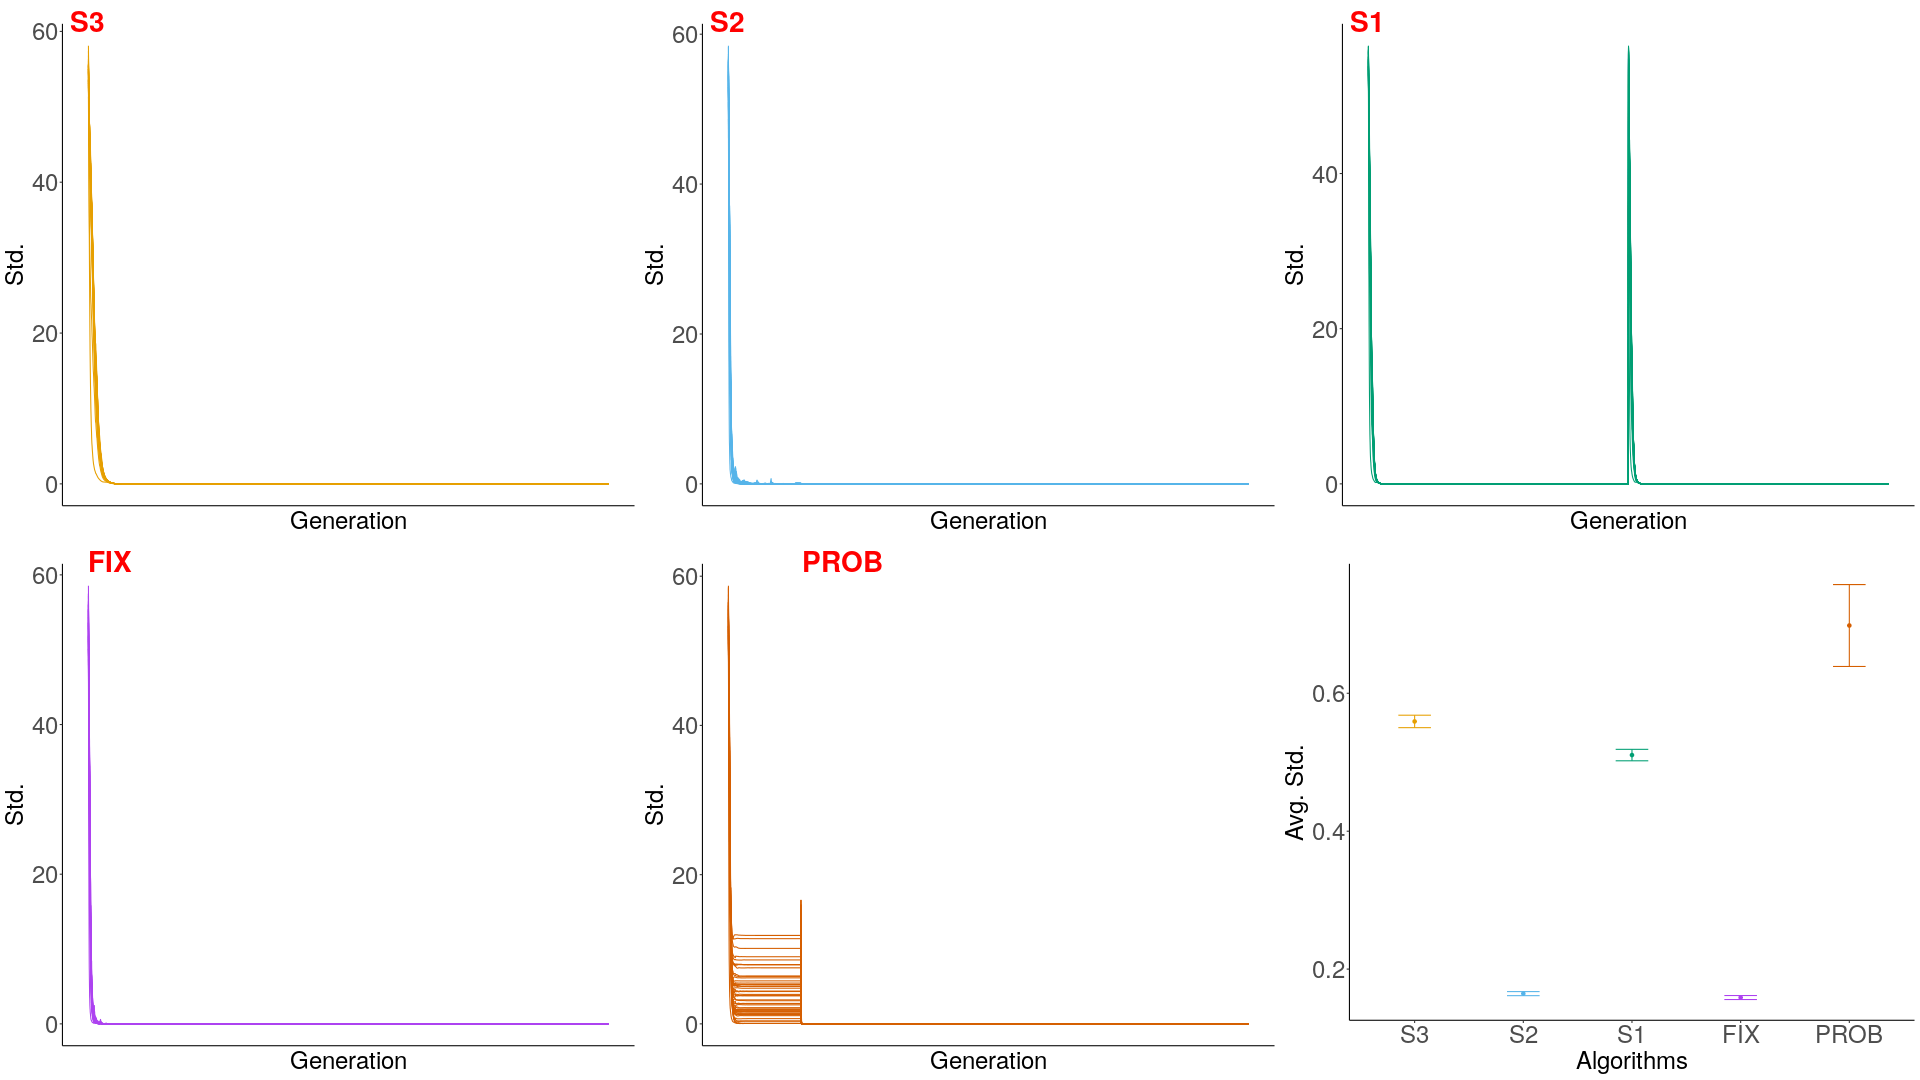 S3
60
40
20
0
Std.
Generation
S2
60
40
20
0
Std.
Generation
S1
40
20
0
Std.
Generation
FIX
60
40
20
0
Std.
Generation
PROB
60
40
20
0
Std.
Generation
0.6
0.4
0.2
Avg. Std.
S3 S2 S1 FIX PROB
Algorithms